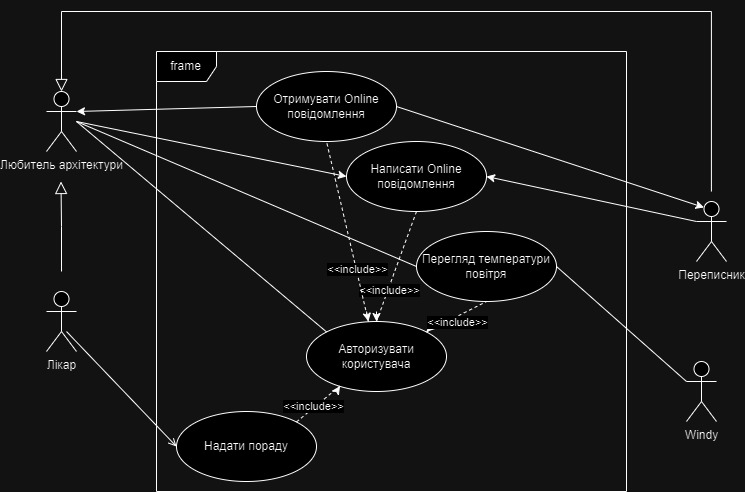 frame
Отримувати Online
повідомлення
Любитель архітектури
Написати Online
повідомлення
Перегляд температури
повітря
Переписник
<<include>>
<<include>>
<<include>>
Авторизувати
користувача
Лікар
<<include>>
Надати пораду
Windy